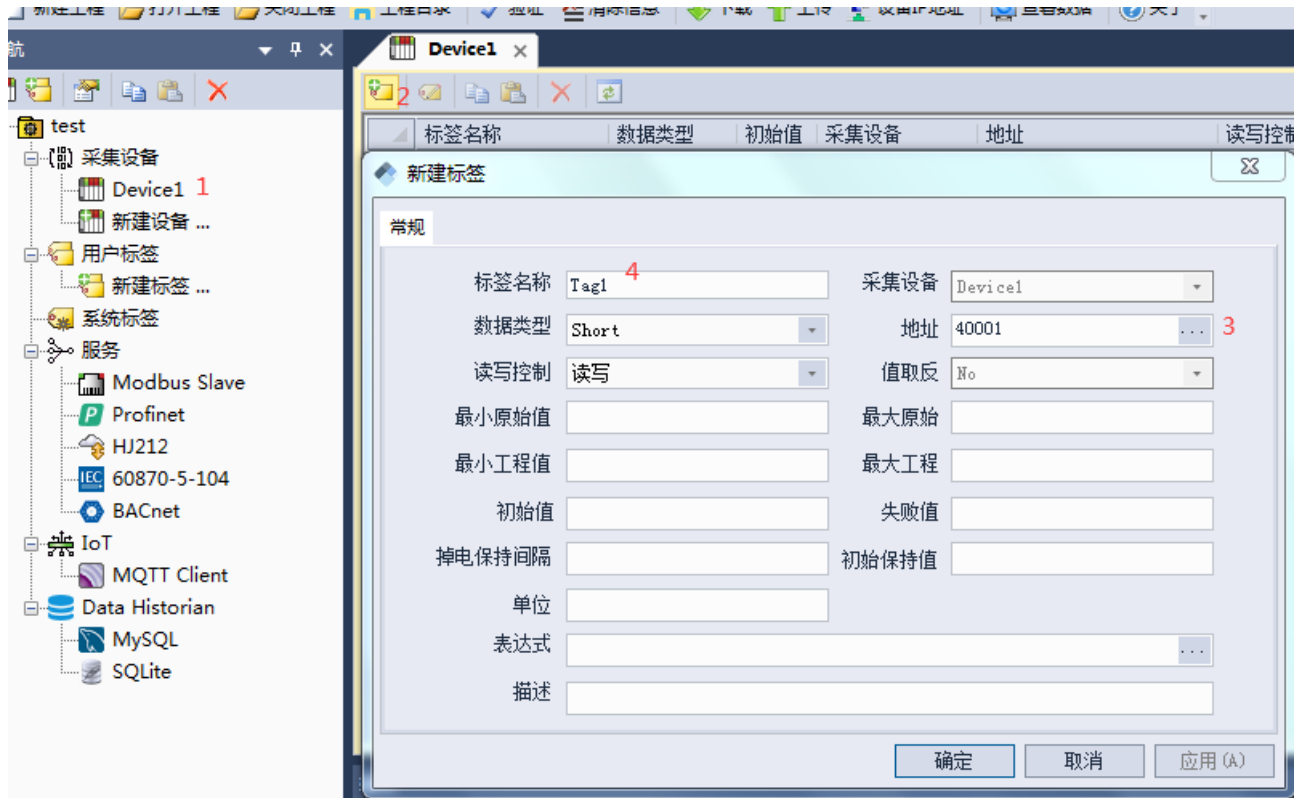 新建工程 打开工程 关闭工程 工程目录 验证 清除信息 下载 上传 设备IP地址 查看数据 关于
航
Device1
2
标签名称 数据类型 初始值 采集设备 地址 读写控制
test
采集设备
Device1 1
新建设备 ...
用户标签
新建标签 ...
系统标签
服务
Modbus Slave
Profinet
HJ212
IEC 60870-5-104
BACnet
IoT
MQTT Client
Data Historian
MySQL
SQLite
新建标签
常规
标签名称 Tag1 4 采集设备 Device1
数据类型 Short 地址 40001 ... 3
读写控制 读写 值取反 No
最小原始值 最大原始
最小工程值 最大工程
初始值 失败值
掉电保持间隔 初始保持值
单位
表达式 ...
描述
确定 取消 应用(A)